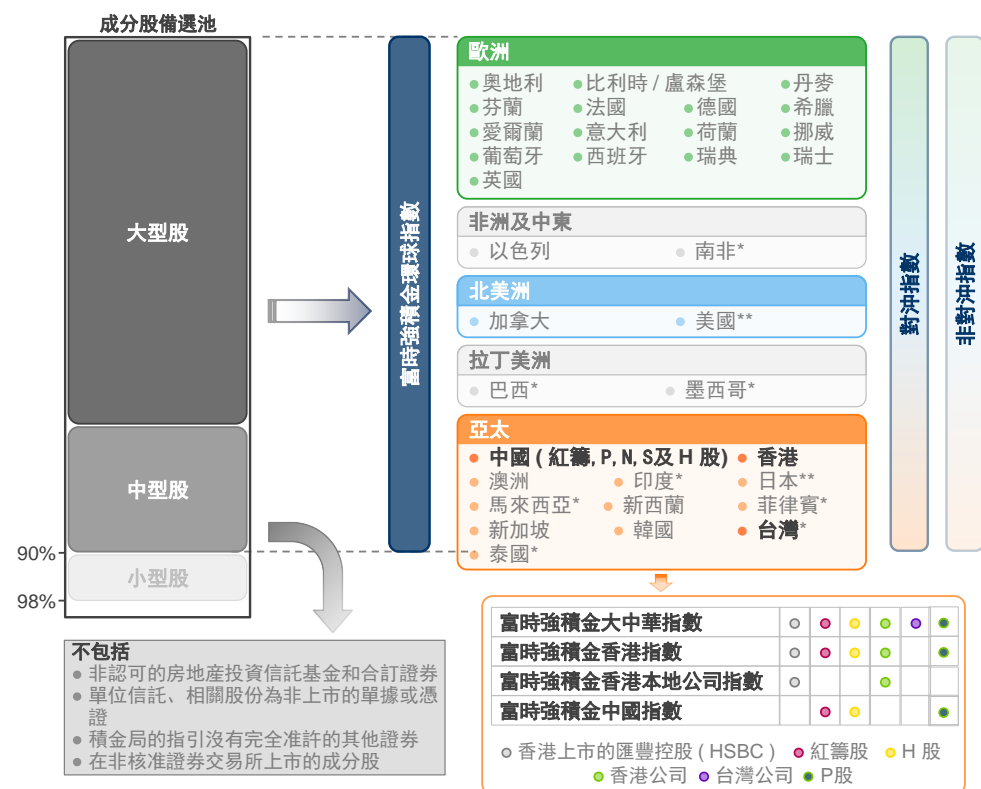 成分股備選池
大型股
中型股
90%
小型股
98%
富時強積金環球指數
歐洲
奧地利 比利時 / 盧森堡 丹麥
芬蘭 法國 德國 希臘
愛爾蘭 意大利 荷蘭 挪威
葡萄牙 西班牙 瑞典 瑞士
英國
非洲及中東
以色列 南非*
北美洲
加拿大 美國**
拉丁美洲
巴西* 墨西哥*
亞太
中國 ( 紅籌, P, N, S及 H 股) 香港
澳洲 印度* 日本**
馬來西亞* 新西蘭 菲律賓*
新加坡 韓國 台灣*
泰國*
對沖指數
非對沖指數
不包括
非認可的房地產投資信託基金和合訂證券
單位信託、相關股份為非上市的單據或憑
證
積金局的指引沒有完全准許的其他證券
在非核准證券交易所上市的成分股
富時強積金大中華指數
富時強積金香港指數
富時強積金香港本地公司指數
富時強積金中國指數
香港上市的匯豐控股 ( HSBC ) 紅籌股 H 股
香港公司 台灣公司 P股